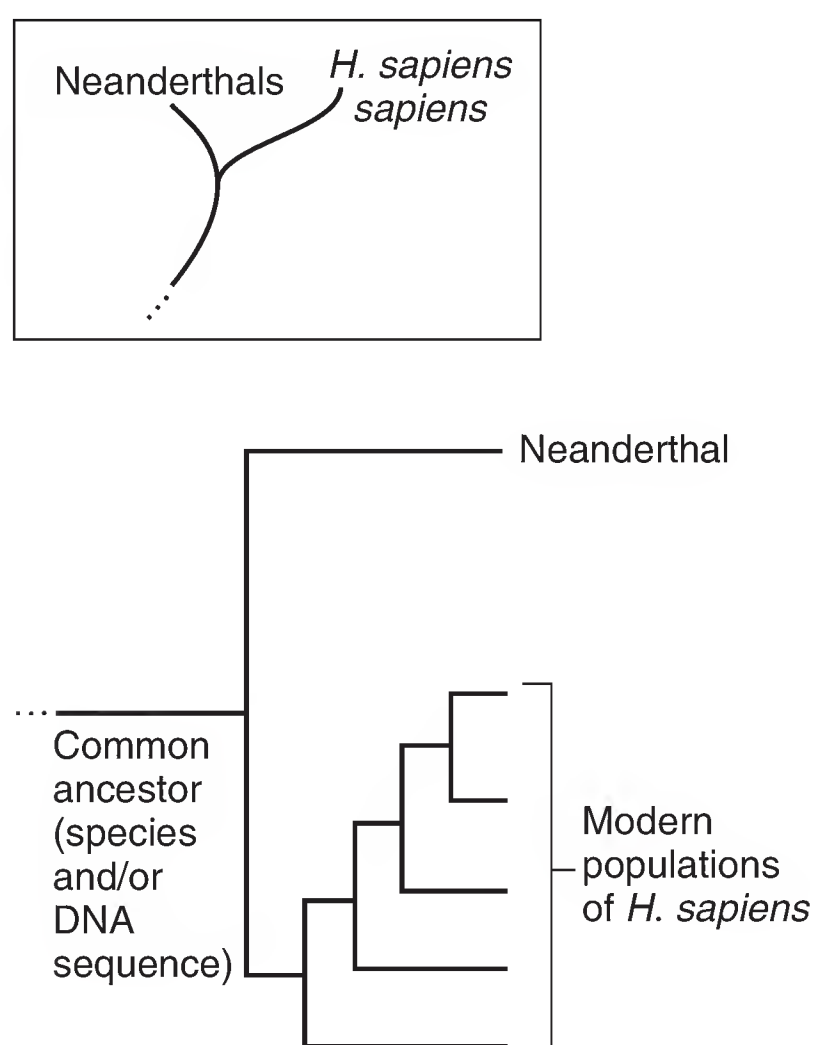 Neanderthals
H. sapiens
sapiens
Neanderthal
...
Common
ancestor
(species
and/or
DNA
sequence)
Modern
populations
of H. sapiens